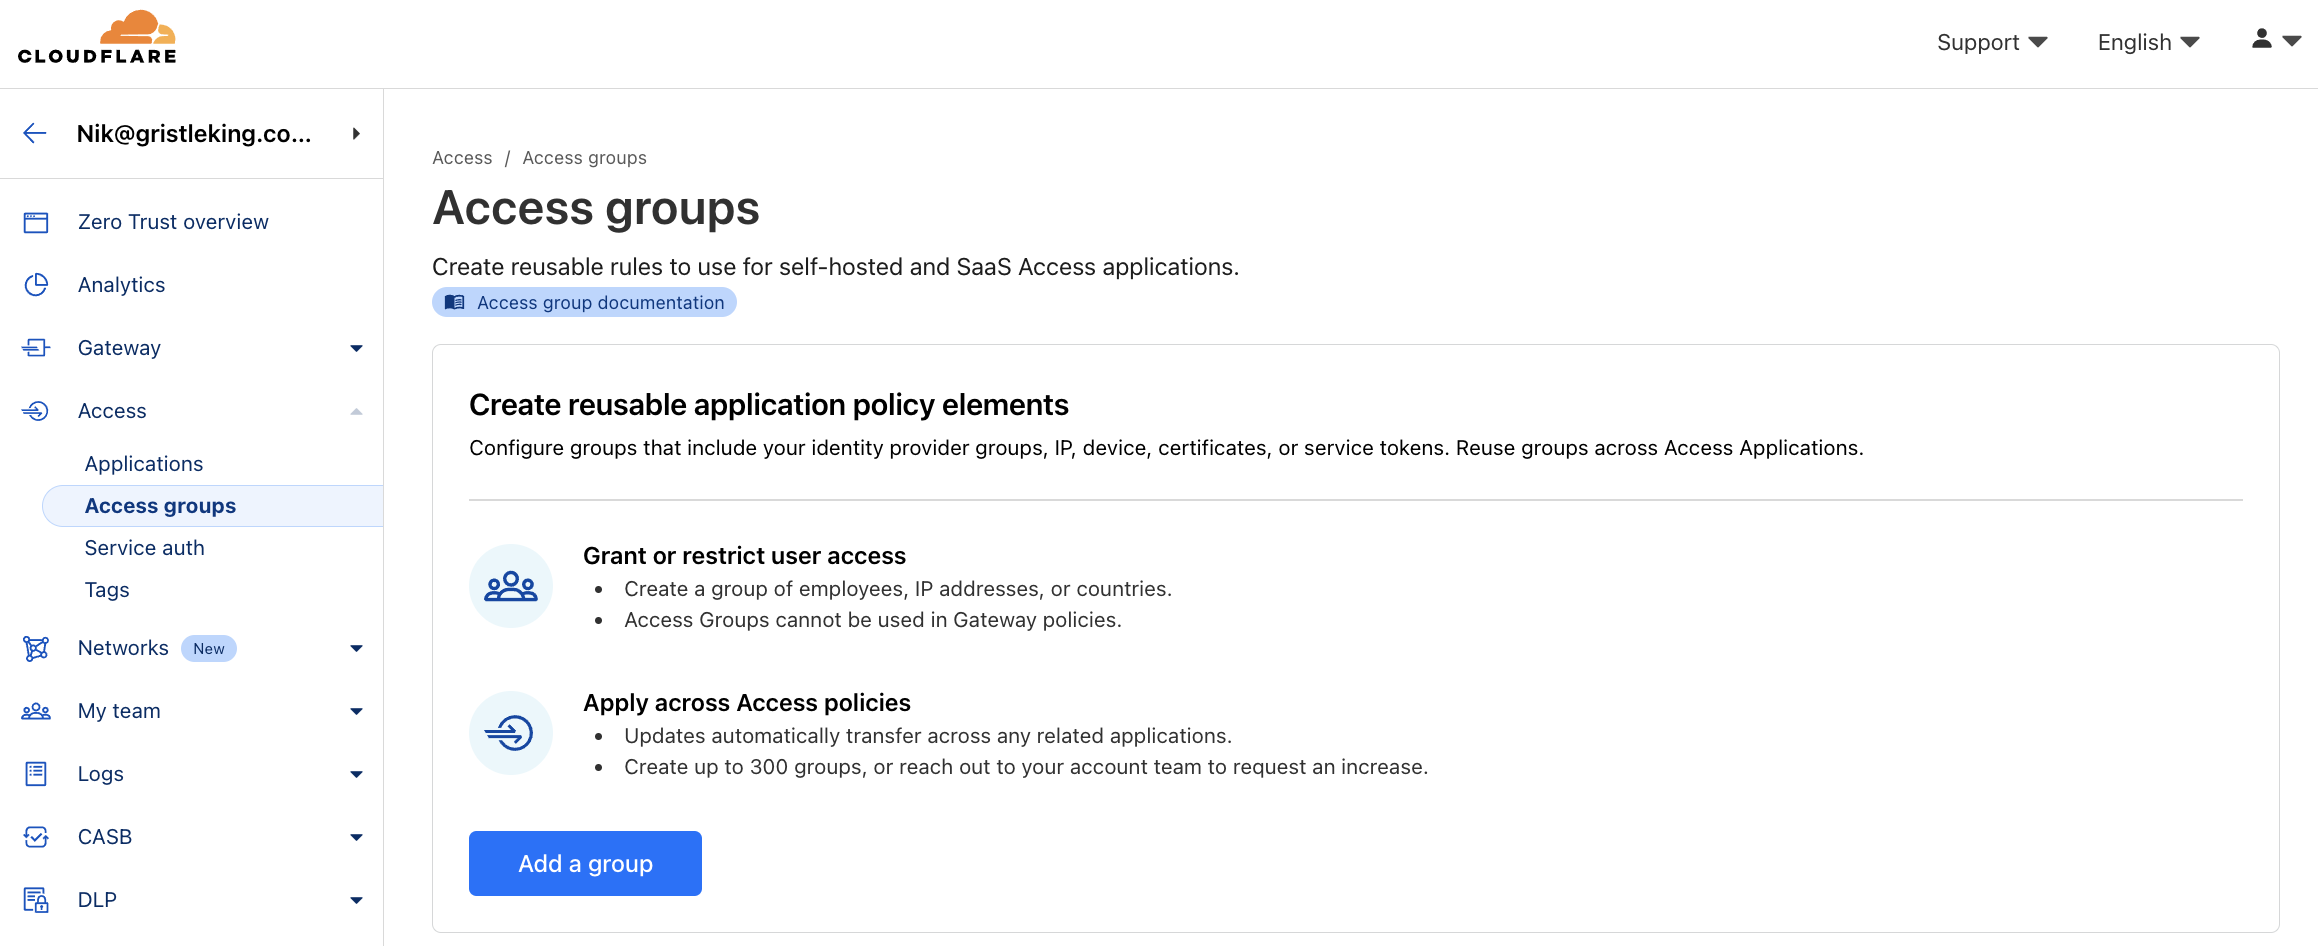 CLOUDFLARE
Support
English
Nik@gristleking.co...
Zero Trust overview
Analytics
Gateway
Access
Applications
Access groups
Service auth
Tags
Networks New
My team
Logs
CASB
DLP
Access / Access groups
Access groups
Create reusable rules to use for self-hosted and SaaS Access applications.
Access group documentation
Create reusable application policy elements
Configure groups that include your identity provider groups, IP, device, certificates, or service tokens. Reuse groups across Access Applications.
Grant or restrict user access
• Create a group of employees, IP addresses, or countries.
• Access Groups cannot be used in Gateway policies.
Apply across Access policies
• Updates automatically transfer across any related applications.
• Create up to 300 groups, or reach out to your account team to request an increase.
Add a group